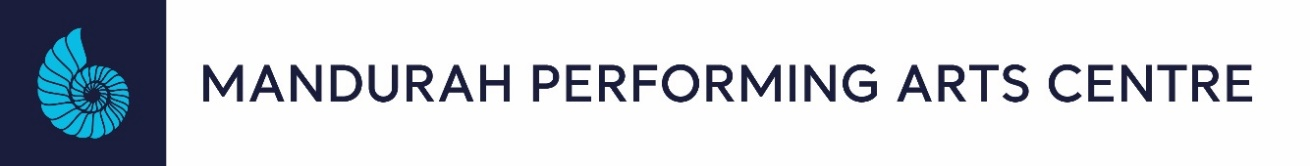 MANDURAH PERFORMING ARTS CENTRE